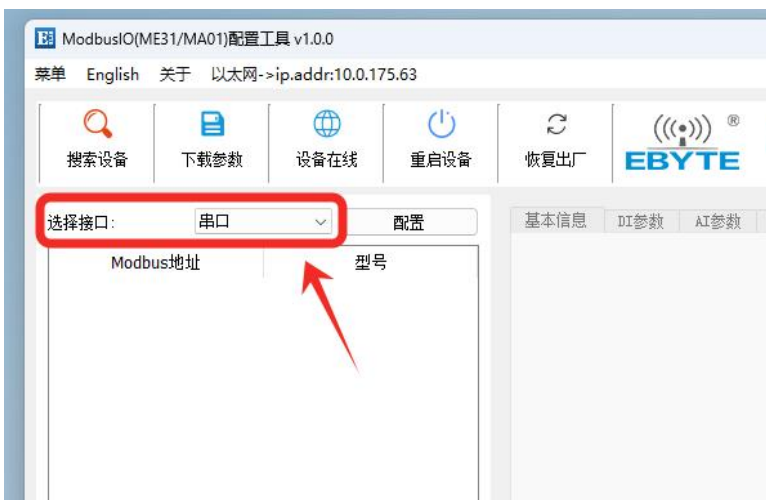 ModbusIO(ME31/MA01)配置工具 v1.0.0
菜单 English 关于 以太网->ip.addr:10.0.175.63
搜索设备 下载参数 设备在线 重启设备 恢复出厂 EBYTE ®
选择接口: 串口 配置 基本信息 DI参数 AI参数
Modbus地址 型号